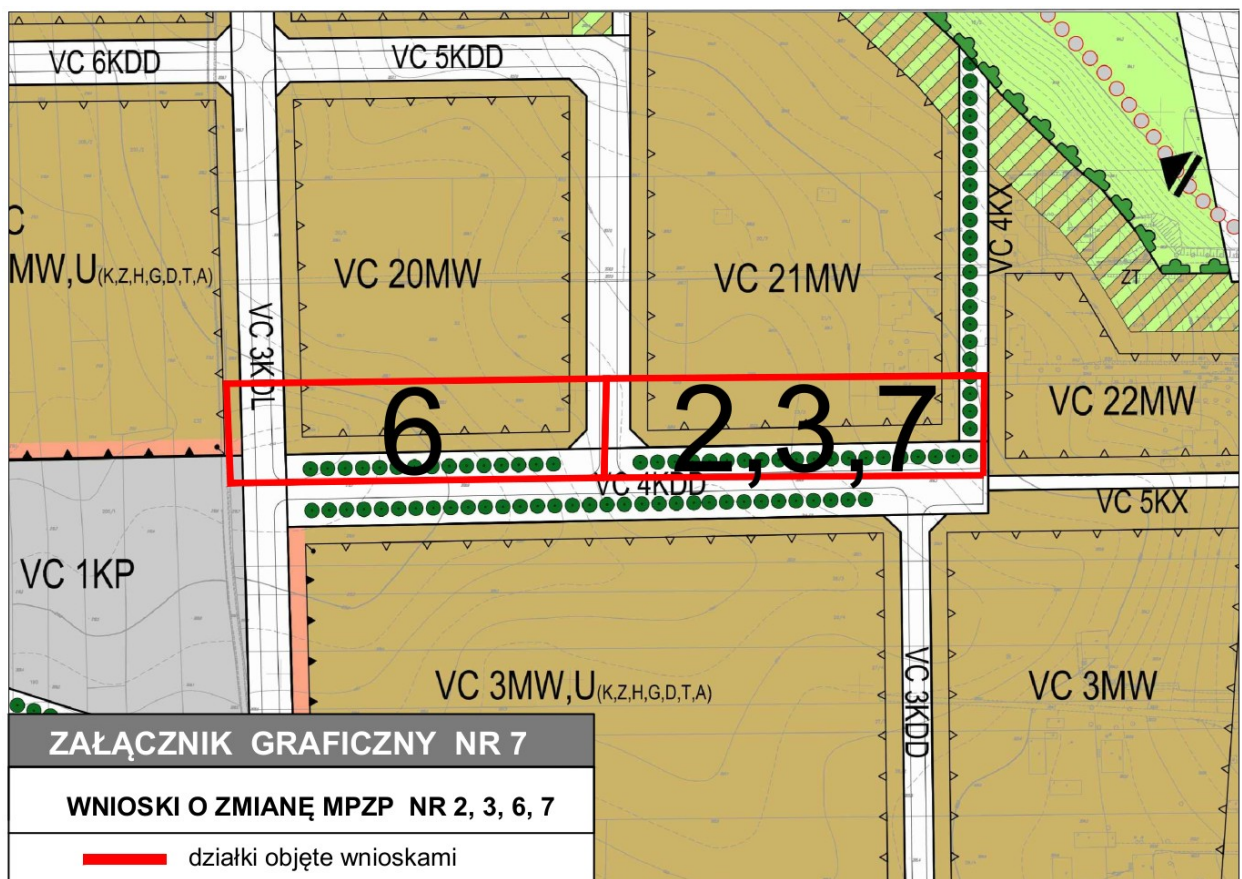 VC 6KDD
VC 5KDD
VC 4KX
C
MW,U(K,Z,H,G,D,T,A)
VC 20MW
VC 21MW
ZT
VC 3KDL
6
2,3,7
VC 22MW
VC 4KDD
VC 5KX
VC 1KP
VC 3MW,U(K,Z,H,G,D,T,A)
VC 3KDD
VC 3MW
ZAŁĄCZNIK GRAFICZNY NR 7
WNIOSKI O ZMIANĘ MPZP NR 2, 3, 6, 7
działki objęte wnioskami